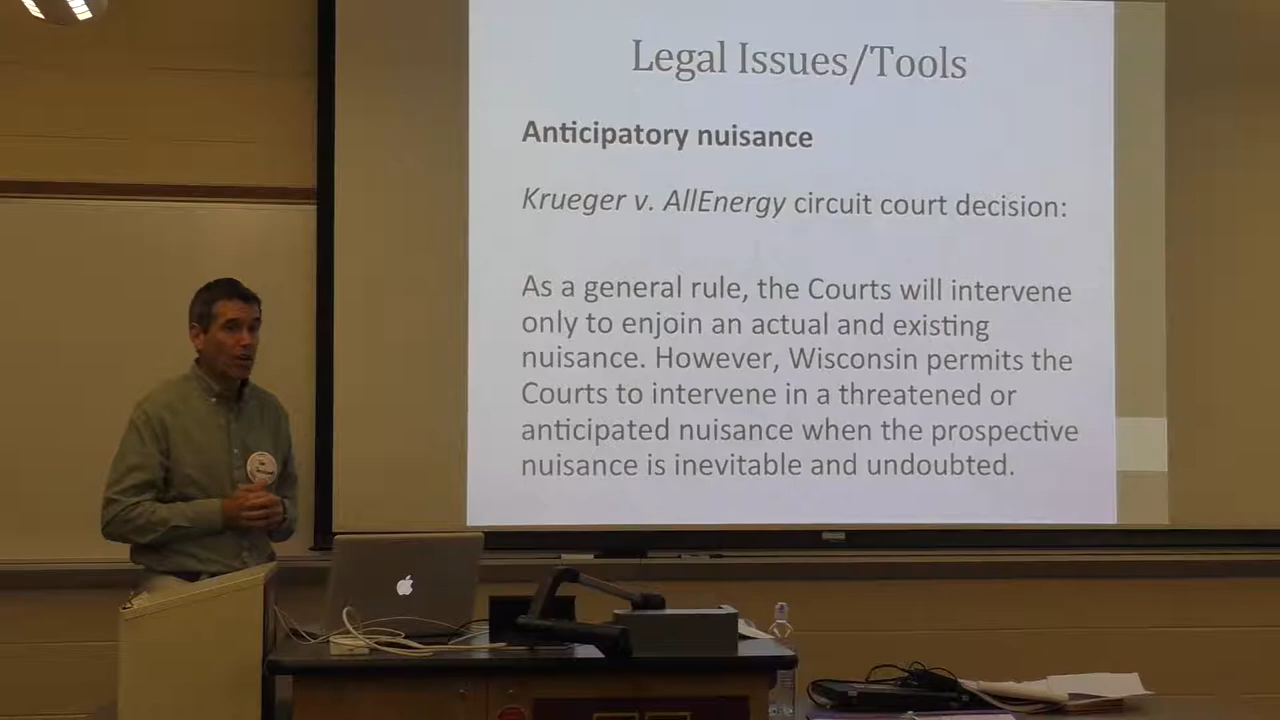 Legal Issues/Tools
Anticipatory nuisance
Krueger v. AllEnergy circuit court decision:
As a general rule, the Courts will intervene
only to enjoin an actual and existing
nuisance. However, Wisconsin permits the
Courts to intervene in a threatened or
anticipated nuisance when the prospective
nuisance is inevitable and undoubted.